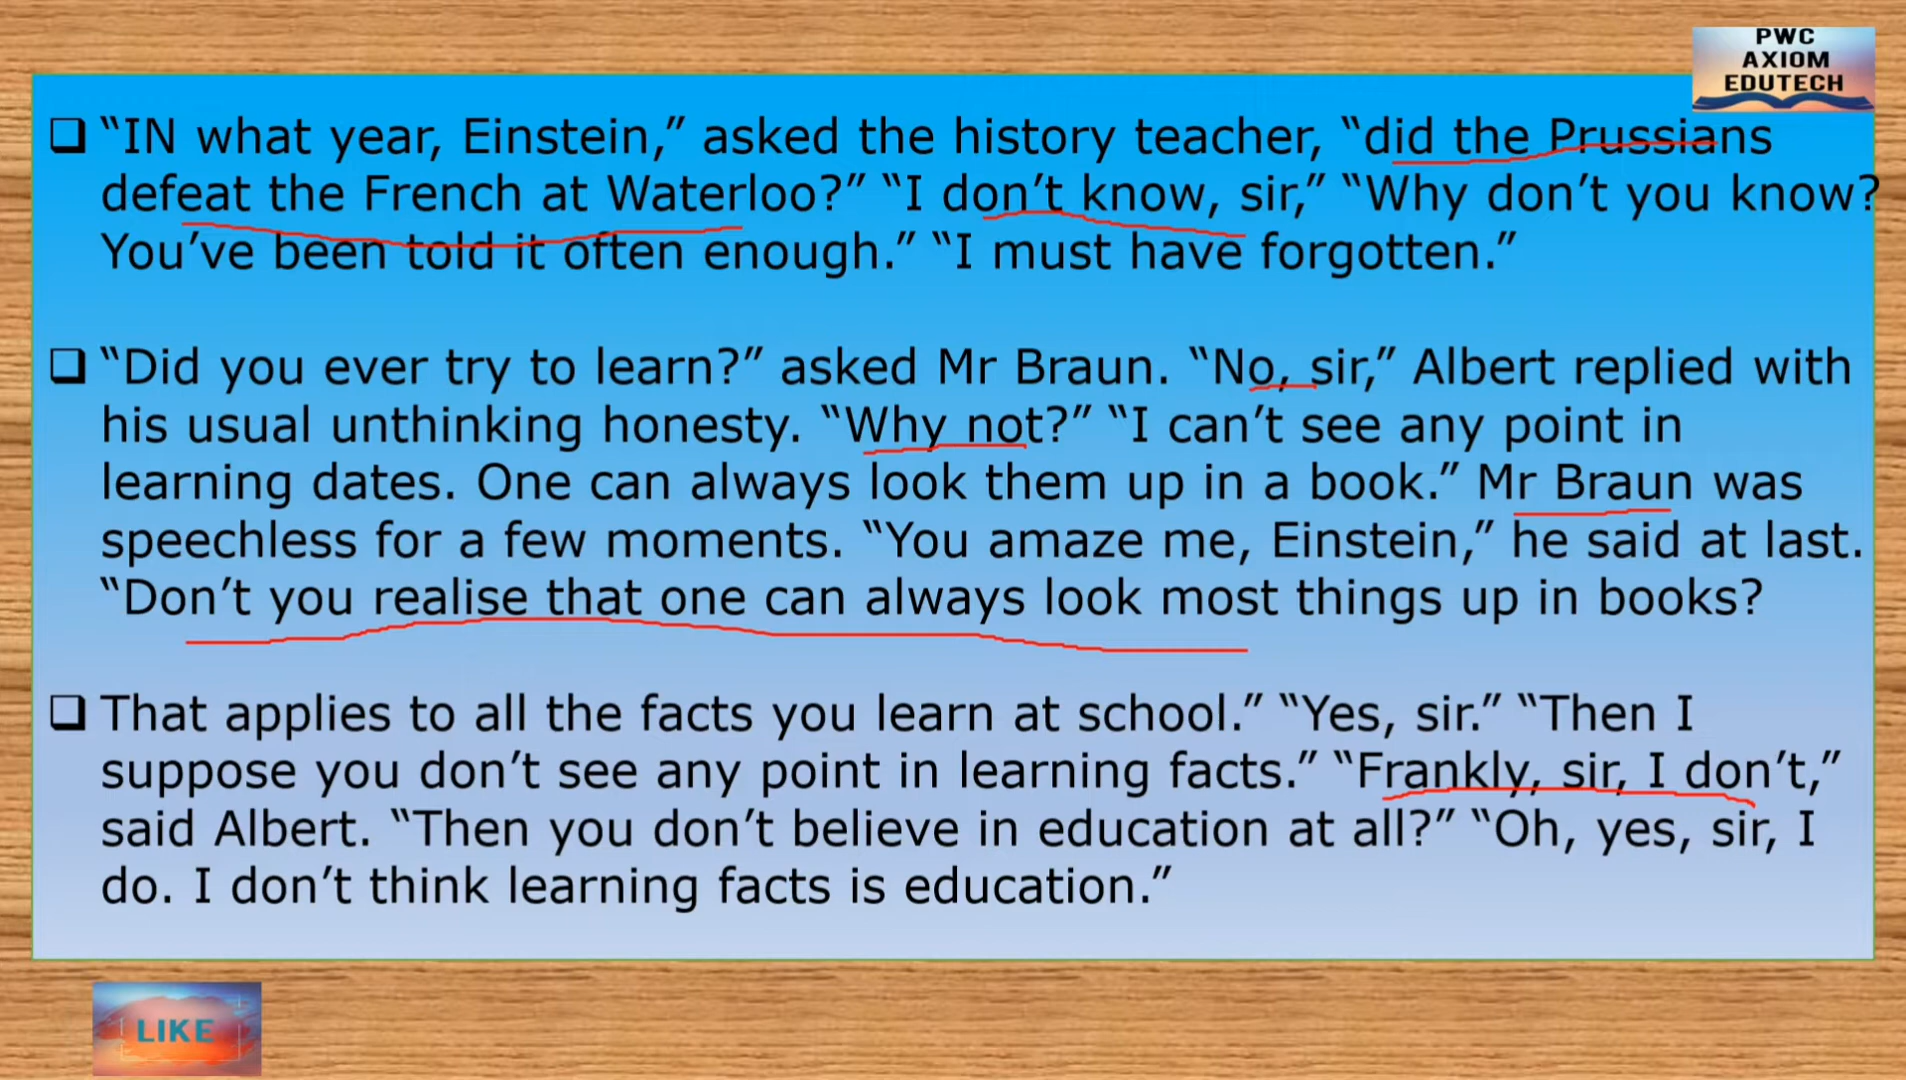 PWC
AXIOM
EDUTECH
“IN what year, Einstein,” asked the history teacher, “did the Prussians
defeat the French at Waterloo?” “I don’t know, sir,” “Why don’t you know?
You’ve been told it often enough.” “I must have forgotten.”
“Did you ever try to learn?” asked Mr Braun. “No, sir,” Albert replied with
his usual unthinking honesty. “Why not?” “I can’t see any point in
learning dates. One can always look them up in a book.” Mr Braun was
speechless for a few moments. “You amaze me, Einstein,” he said at last.
“Don’t you realise that one can always look most things up in books?
That applies to all the facts you learn at school.” “Yes, sir.” “Then I
suppose you don’t see any point in learning facts.” “Frankly, sir, I don’t,”
said Albert. “Then you don’t believe in education at all?” “Oh, yes, sir, I
do. I don’t think learning facts is education.”
LIKE